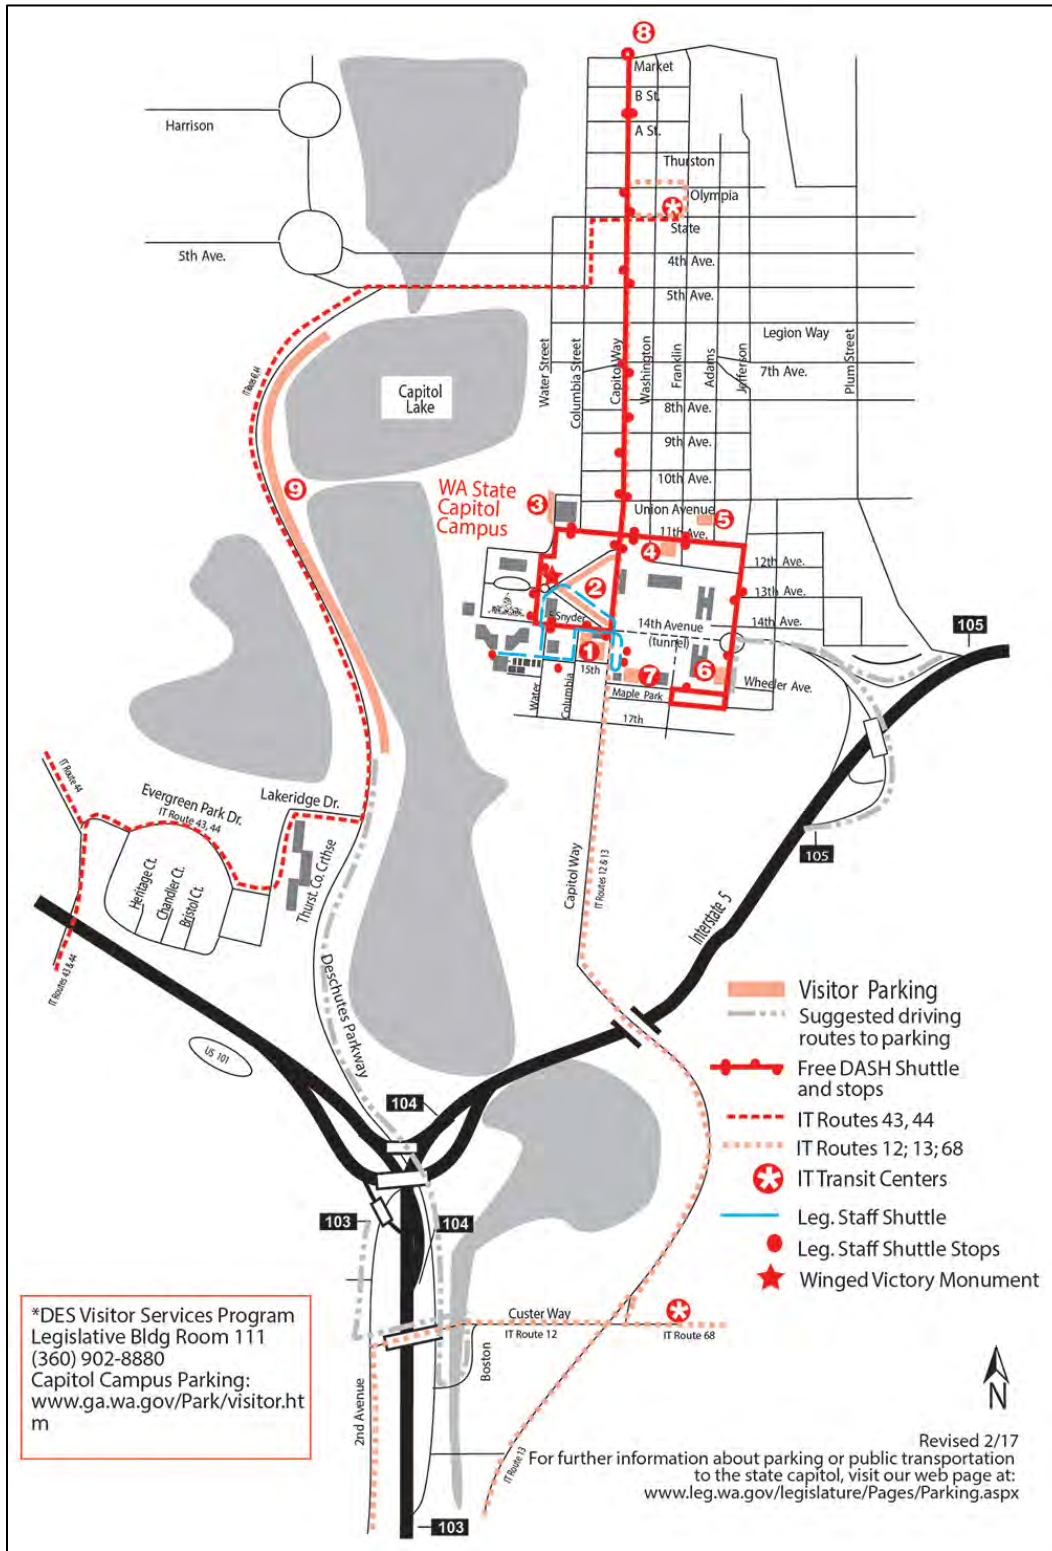 8
Market
B St.
A St.
Harrison
Thurston
Olympia
State
5th Ave.
4th Ave.
5th Ave.
Legion Way
Water Street
Columbia Street
Capitol Way
Washington
Franklin
Adams
Jefferson
Plum Street
7th Ave.
Capitol
Lake
8th Ave.
9th Ave.
10th Ave.
9
WA State
Capitol
Campus
3
Union Avenue
5
11th Ave.
4
12th Ave.
2
13th Ave.
Snyder
14th Avenue
(tunnel)
14th Ave.
105
1
15th
7
6
Wheeler Ave.
Maple Park
Water
Columbia
17th
IT Route 44
Evergreen Park Dr.
IT Route 43, 44
Lakeridge Dr.
Heritage Ct.
Chandler Ct.
Bristol Ct.
Thurst. Co. Crthse
105
Capitol Way
IT Routes 12 & 13
Interstate 5
IT Routes 43 & 44
Deschutes Parkway
US 101
Visitor Parking
Suggested driving
routes to parking
Free DASH Shuttle
and stops
IT Routes 43, 44
IT Routes 12; 13; 68
IT Transit Centers
Leg. Staff Shuttle
Leg. Staff Shuttle Stops
Winged Victory Monument
104
103
104
Custer Way
IT Route 12
IT Route 68
Boston
2nd Avenue
IT Route 13
103
*DES Visitor Services Program
Legislative Bldg Room 111
(360) 902-8880
Capitol Campus Parking:
www.ga.wa.gov/Park/visitor.ht
m
N
Revised 2/17
For further information about parking or public transportation
to the state capitol, visit our web page at:
www.leg.wa.gov/legislature/Pages/Parking.aspx